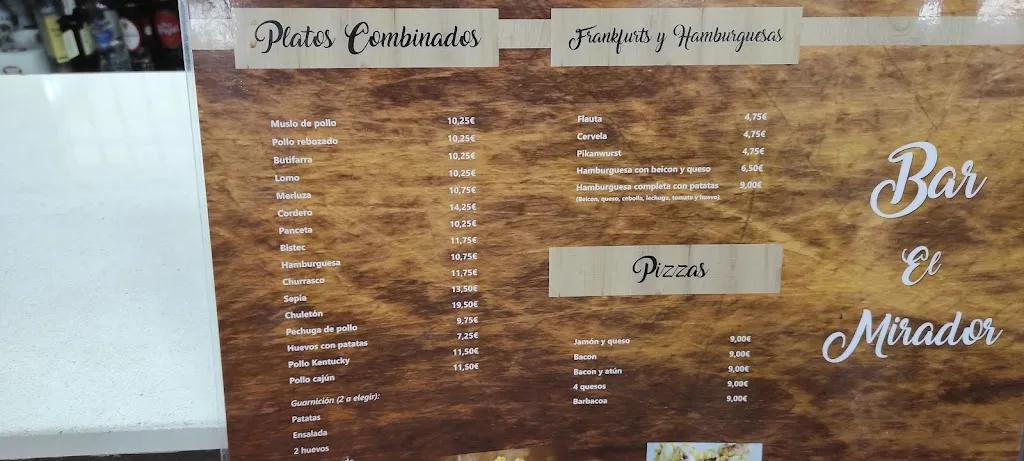 Platos Combinados
Muslo de pollo 10,25€
Pollo rebozado 10,25€
Butifarra 10,25€
Lomo 10,25€
Merluza 10,75€
Cordero 14,25€
Panceta 10,25€
Bistec 11,75€
Hamburguesa 10,75€
Churrasco 11,75€
Sepia 13,50€
Chuletón 19,50€
Pechuga de pollo 9,75€
Huevos con patatas 7,25€
Pollo Kentucky 11,50€
Pollo cajún 11,50€
Guarnición (2 a elegir):
Patatas
Ensalada
2 huevos
Frankfurts y Hamburguesas
Flauta 4,75€
Cervela 4,75€
Pikanwurst 4,75€
Hamburguesa con beicon y queso 6,50€
Hamburguesa completa con patatas 9,00€
(Beicon, queso, cebolla, lechuga, tomate y huevo)
Pizzas
Jamón y queso 9,00€
Bacon 9,00€
Bacon y atún 9,00€
4 quesos 9,00€
Barbacoa 9,00€
Bar
El
Mirador